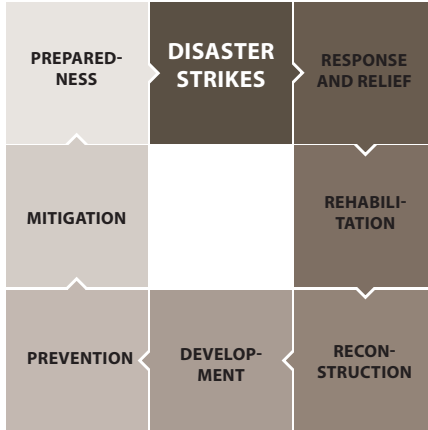 PREPARED-
NESS
DISASTER
STRIKES
RESPONSE
AND RELIEF
MITIGATION
REHABILI-
TATION
PREVENTION
DEVELOP-
MENT
RECON-
STRUCTION